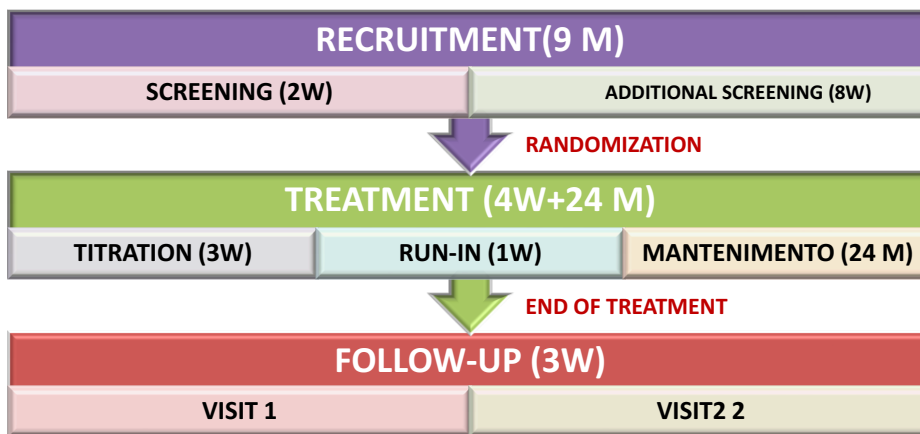 RECRUITMENT(9 M)
SCREENING (2W)
ADDITIONAL SCREENING (8W)
RANDOMIZATION
TREATMENT (4W+24 M)
TITRATION (3W)
RUN-IN (1W)
MANTENIMENTO (24 M)
END OF TREATMENT
FOLLOW-UP (3W)
VISIT 1
VISIT2 2